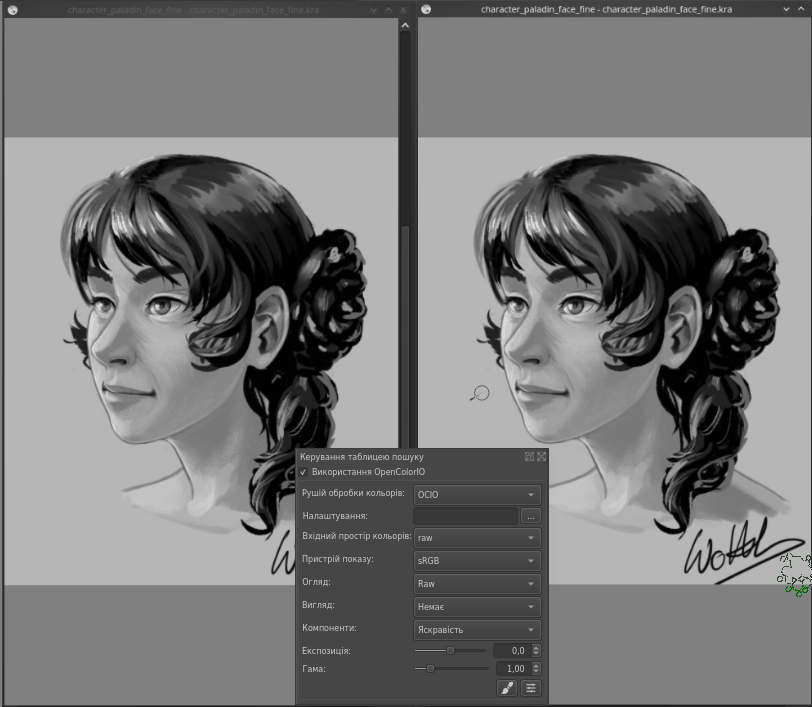 character_paladin_face_fine - character_paladin_face_fine.kra
character_paladin_face_fine - character_paladin_face_fine.kra
Керування таблицею пошуку
Використання OpenColorIO
Рушій обробки кольорів: OCIO
Налаштування: ...
Вхідний простір кольорів: raw
Пристрій показу: sRGB
Огляд: Raw
Вигляд: Немає
Компоненти: Яскравість
Експозиція: 0,0
Гама: 1,00